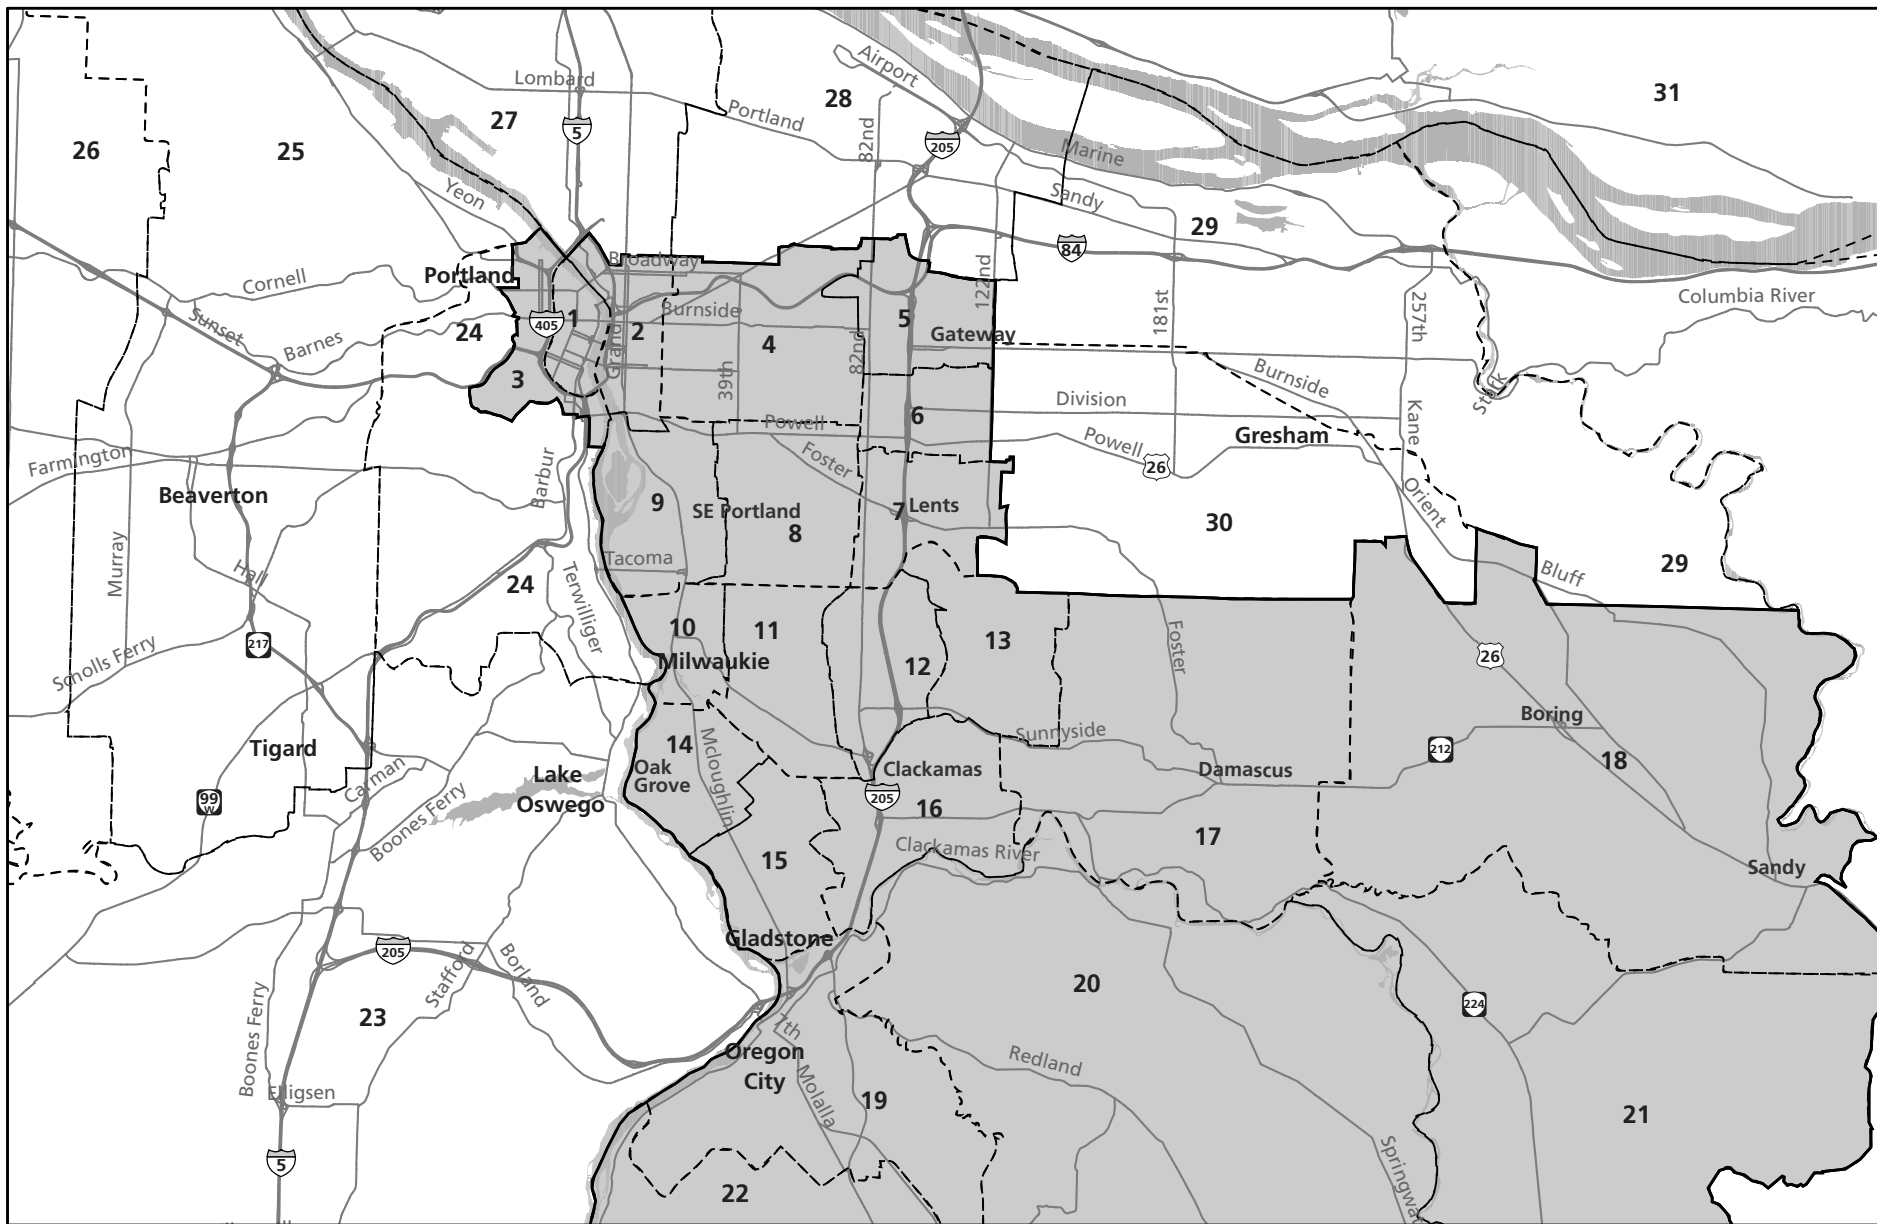 Lombard
Airport
28
31
27
Portland
5
82nd
205
26
25
Marine
Yeon
Sandy
29
84
Broadway
Cornell
Portland
122nd
Columbia River
Sunset
Barnes
24
405
1
2
Burnside
4
5
Gateway
181st
257th
Grand
82nd
3
39th
Burnside
Stark
6
Division
Powell
Kane
Powell
Gresham
26
Farmington
Beaverton
Barbur
Foster
9
SE Portland
8
7
Lents
30
Orient
Murray
Hall
24
Terwilliger
Tacoma
Bluff
29
10
11
12
13
Foster
217
Scholls Ferry
Milwaukie
26
Tigard
14
Mcloughlin
Sunnyside
Boring
212
18
Carman
Lake
Oswego
Oak
Grove
Clackamas
Damascus
99
W
Boones Ferry
205
16
17
Clackamas River
15
Sandy
Gladstone
205
Stafford
Borland
20
224
Boones Ferry
23
7th
Oregon
City
Redland
Elligsen
Molalla
19
21
5
22